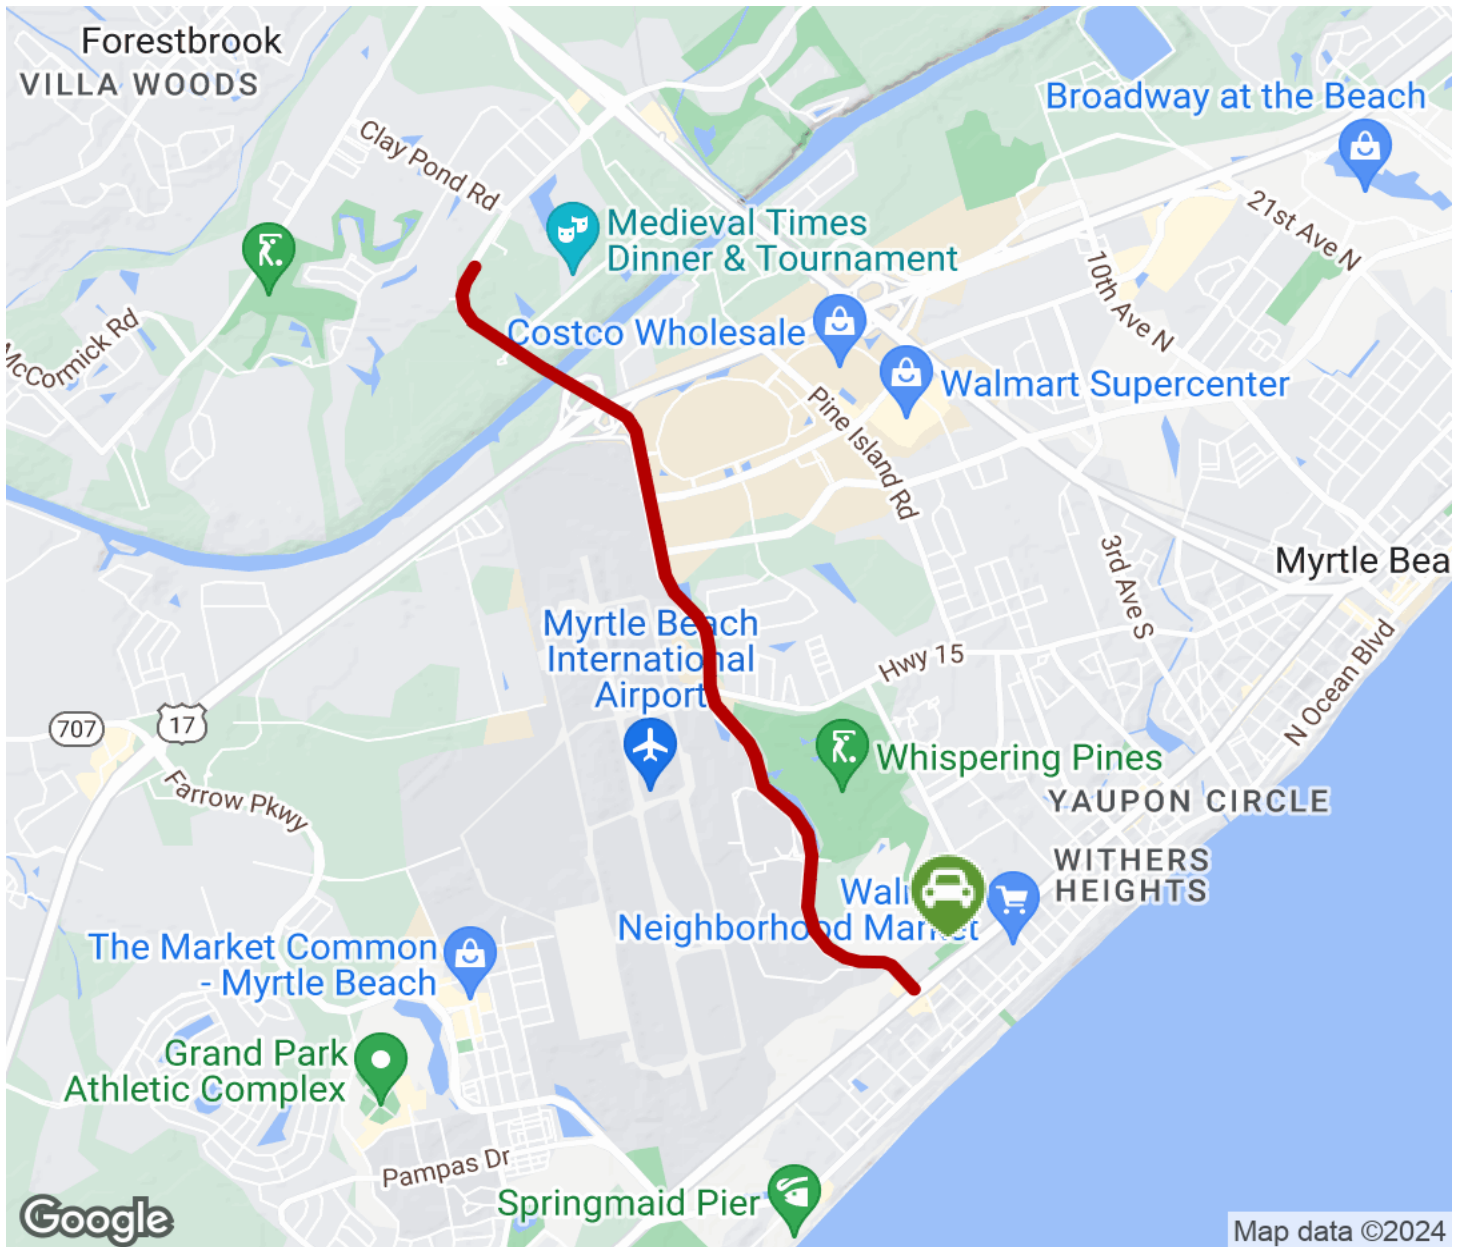 Forestbrook
VILLA WOODS
Broadway at the Beach
Clay Pond Rd
21st Ave N
Medieval Times
Dinner & Tournament
10th Ave N
McCormick Rd
Costco Wholesale
Walmart Supercenter
Pine Island Rd
3rd Ave S
Myrtle Bea
Myrtle Beach
International
Airport
Hwy 15
N Ocean Blvd
707
17
Whispering Pines
Farrow Pkwy
YAUPON CIRCLE
WITHERS
HEIGHTS
Neighborhood Market
The Market Common
- Myrtle Beach
Grand Park
Athletic Complex
Pampas Dr
Springmaid Pier
Google
Map data ©2024